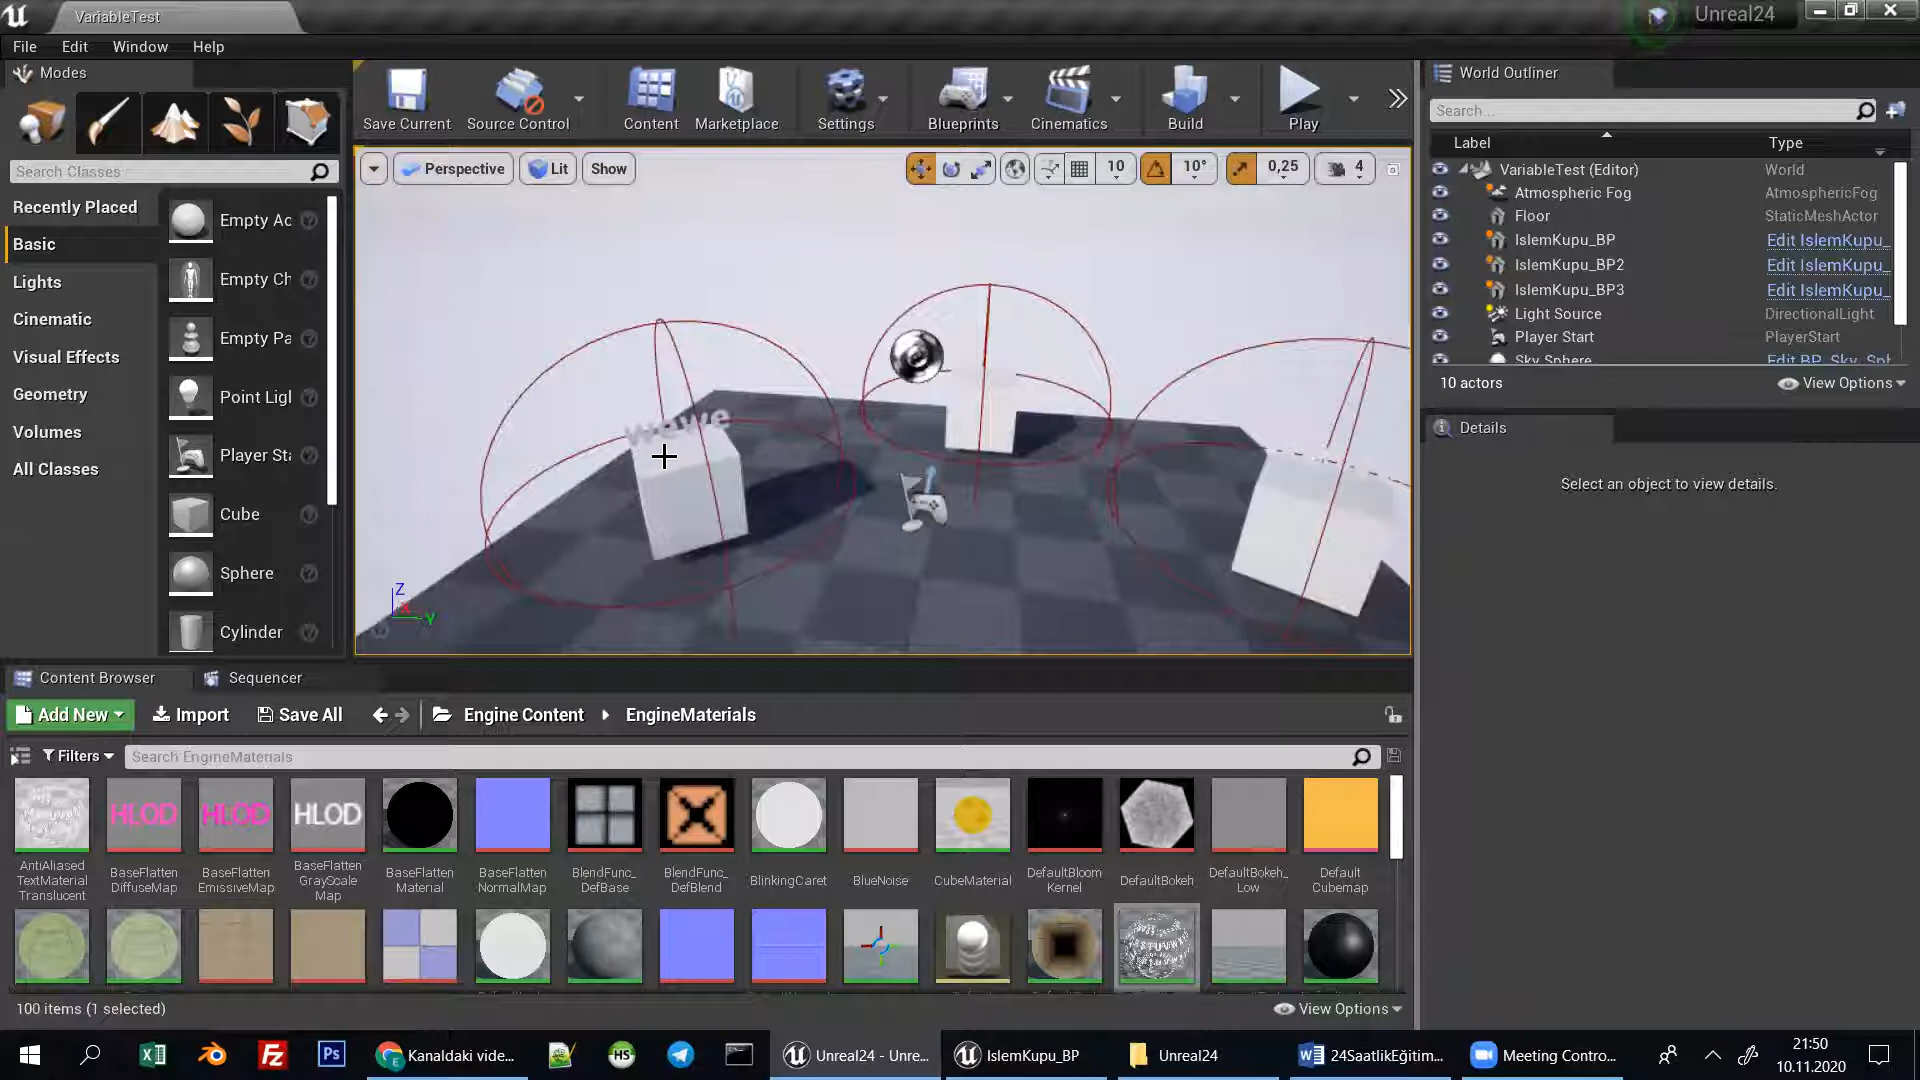 VariableTest
Unreal24
File Edit Window Help
Modes
Search Classes
Recently Placed
Basic
Lights
Cinematic
Visual Effects
Geometry
Volumes
All Classes
Empty Ac
Empty Ch
Empty Pa
Point Ligl
Player Sta
Cube
Sphere
Cylinder
Save Current
Source Control
Content
Marketplace
Settings
Blueprints
Cinematics
Build
Play
Perspective
Lit
Show
10
10°
0,25
4
wewe
Z
X
Y
World Outliner
Search...
Label Type
VariableTest (Editor) World
Atmospheric Fog AtmosphericFog
Floor StaticMeshActor
IslemKupu_BP Edit IslemKupu_
IslemKupu_BP2 Edit IslemKupu_
IslemKupu_BP3 Edit IslemKupu_
Light Source DirectionalLight
Player Start PlayerStart
Sky Sphere Edit BP_Sky_Sph
10 actors
View Options
Details
Select an object to view details.
Content Browser
Sequencer
Add New
Import
Save All
Engine Content
EngineMaterials
Filters
Search EngineMaterials
HLOD
HLOD
HLOD
AntiAliased
TextMaterial
Translucent
BaseFlatten
DiffuseMap
BaseFlatten
EmissiveMap
BaseFlatten
GrayScale
Map
BaseFlatten
Material
BaseFlatten
NormalMap
BlendFunc_
DefBase
BlendFunc_
DefBlend
BlinkingCaret
BlueNoise
CubeMaterial
DefaultBloom
Kernel
DefaultBokeh
DefaultBokeh_
Low
Default
Cubemap
100 items (1 selected)
View Options
Kanaldaki vide...
Unreal24 - Unre...
IslemKupu_BP
Unreal24
24SaatlikEğitim...
Meeting Contro...
21:50
10.11.2020